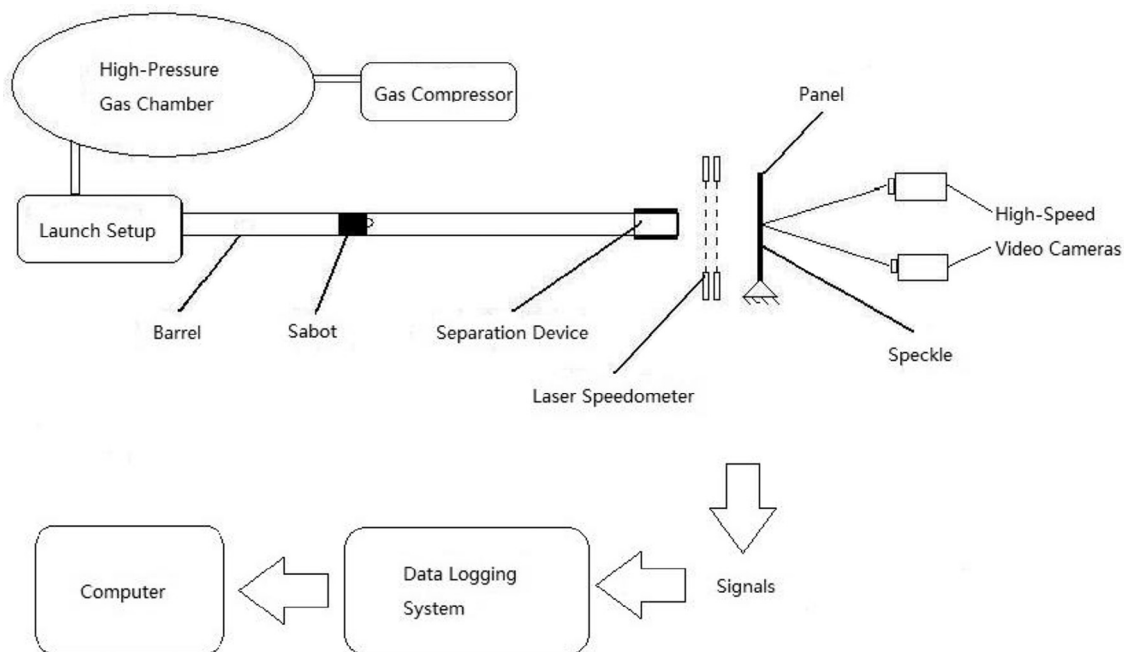 High-Pressure
Gas Chamber
Gas Compressor
Panel
Launch Setup
High-Speed
Video Cameras
Barrel
Sabot
Separation Device
Speckle
Laser Speedometer
Computer
Data Logging
System
Signals